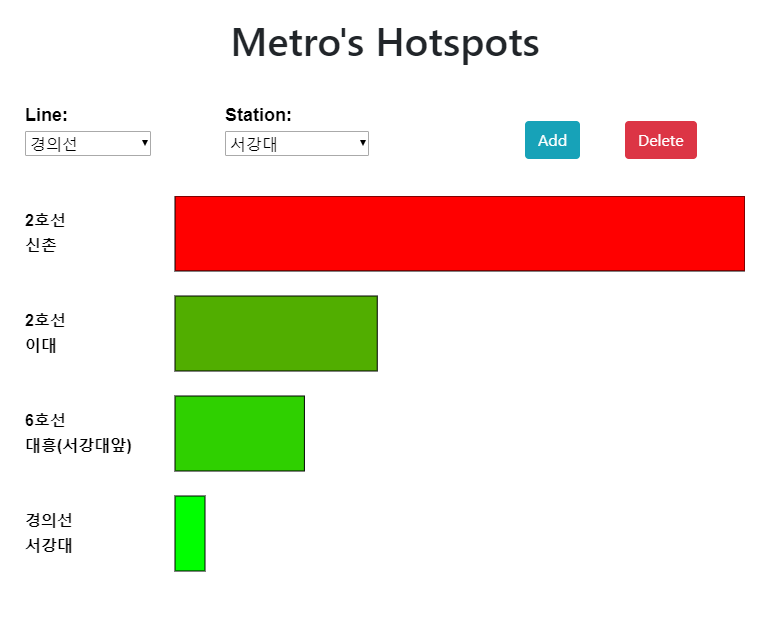 Metro's Hotspots
Line:
Station:
경의선
서강대
Add
Delete
2호선
신촌
2호선
이대
6호선
대흥(서강대앞)
경의선
서강대